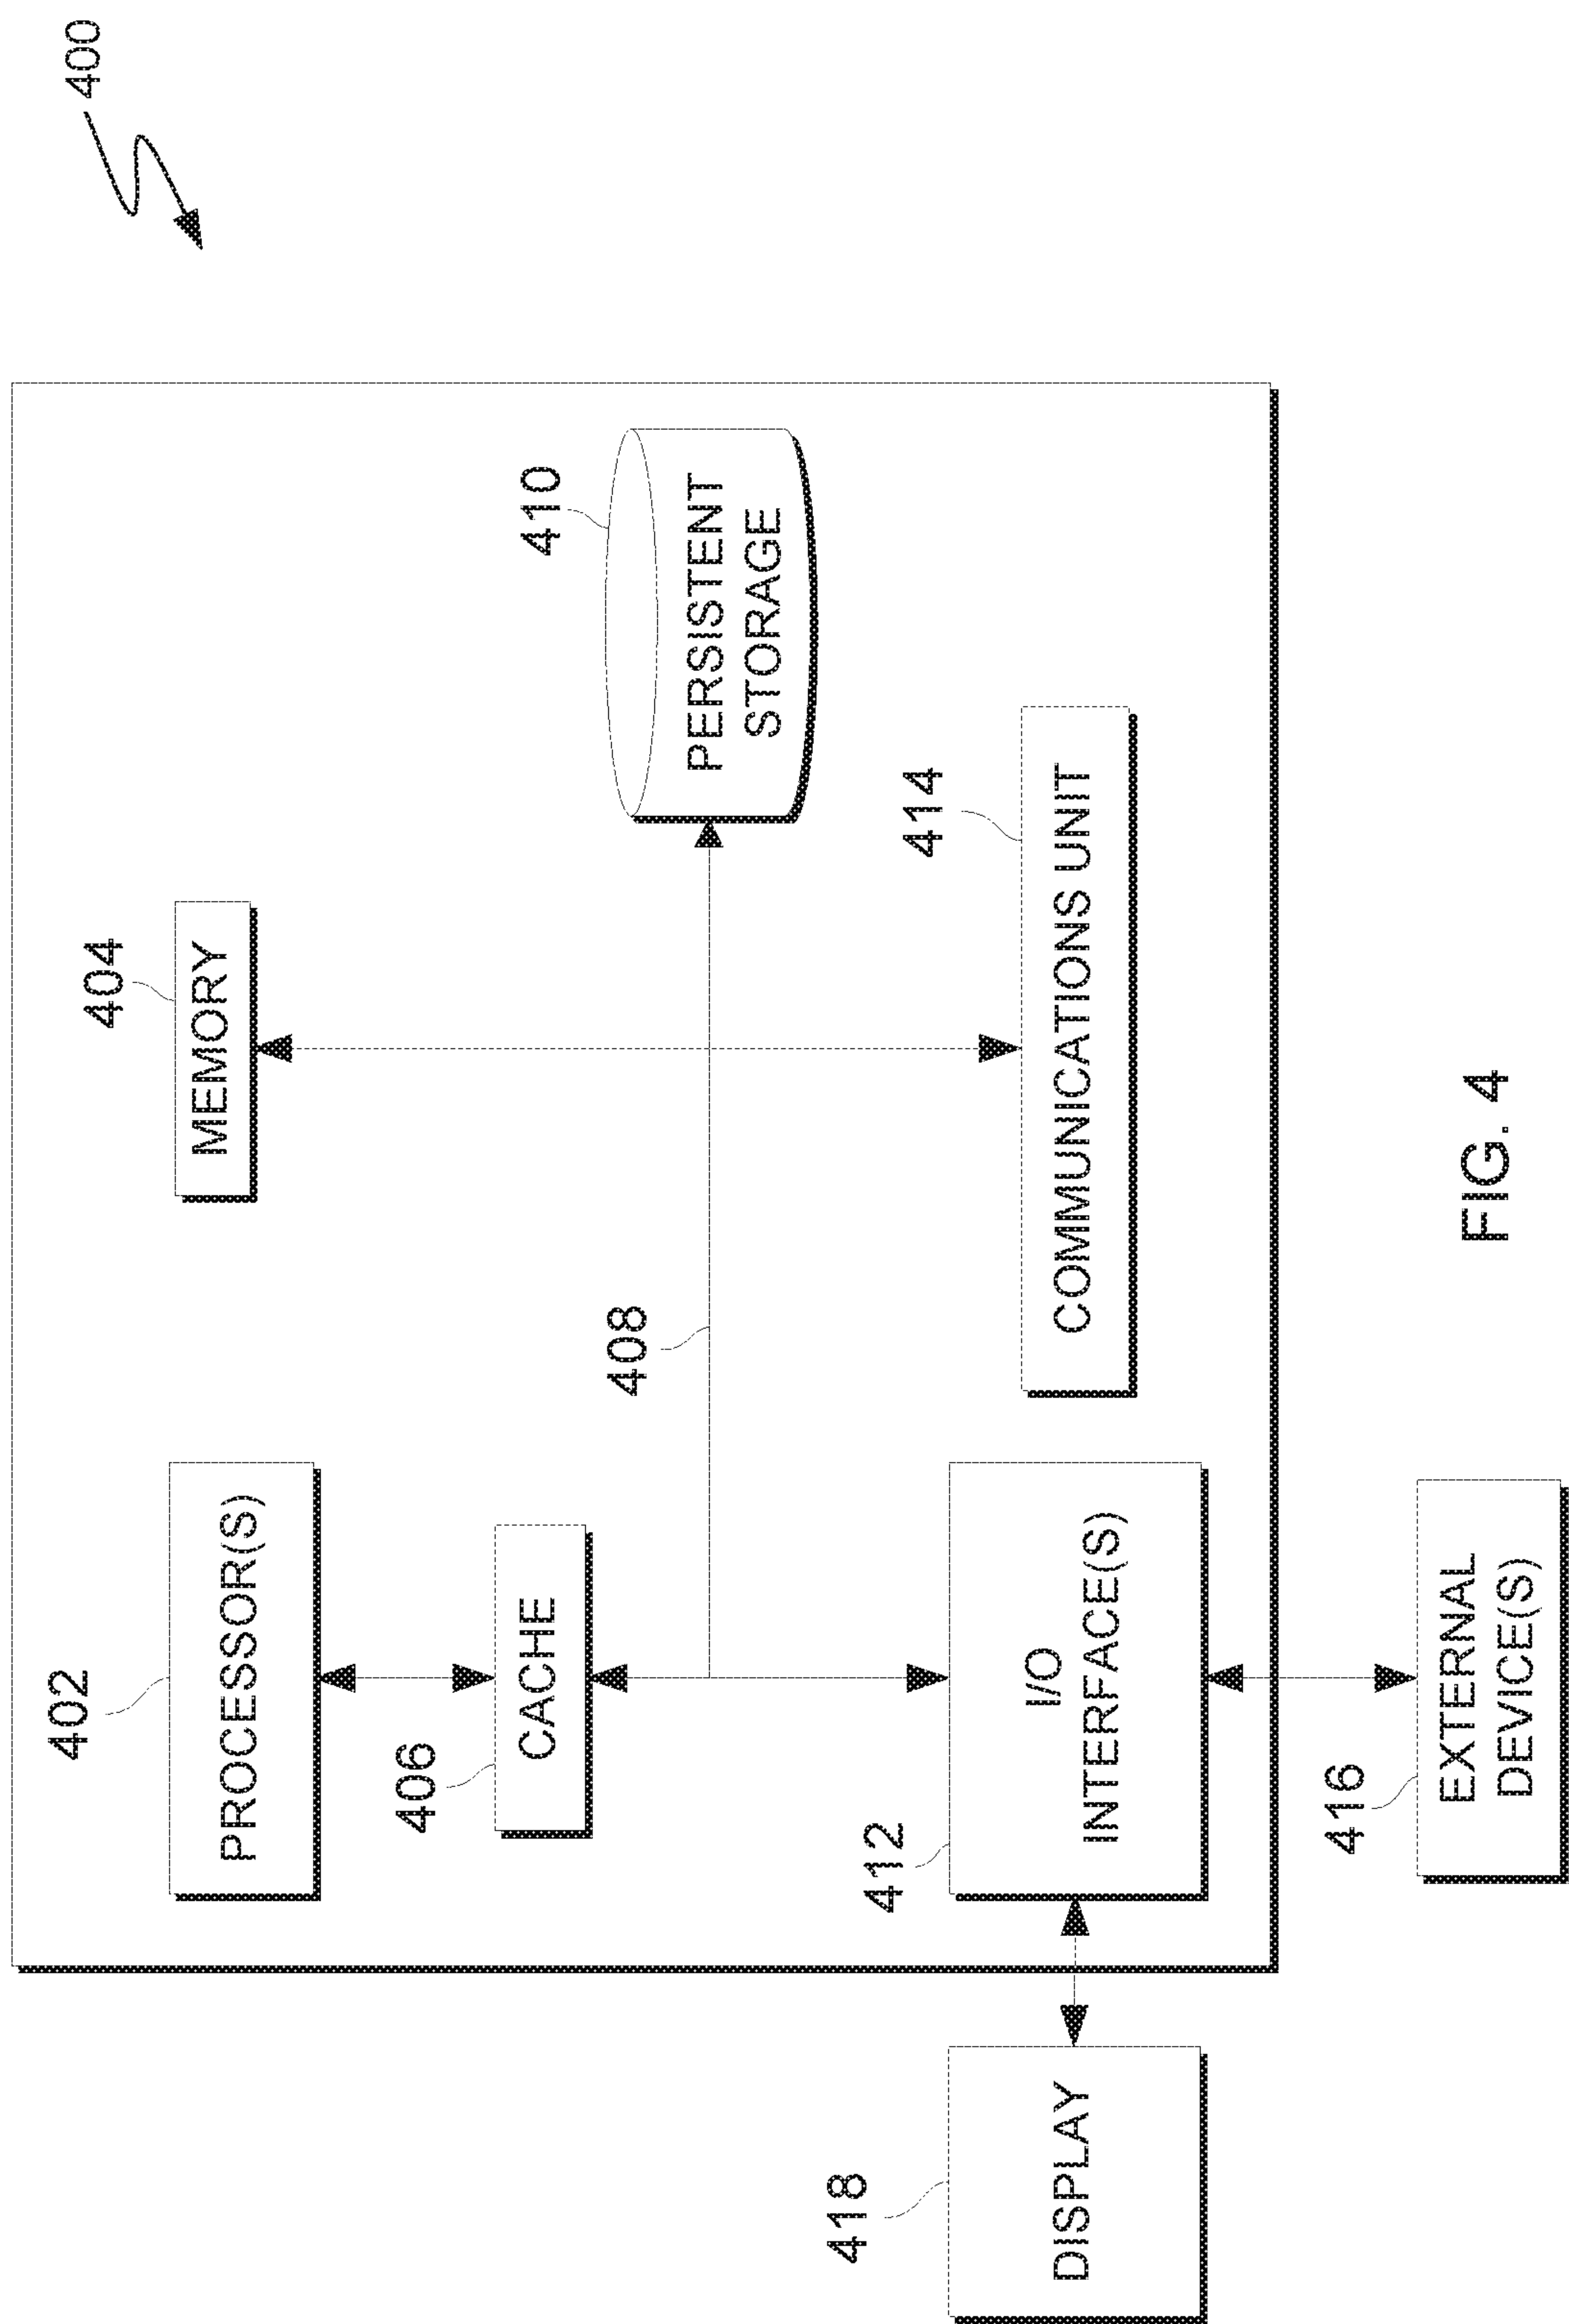 400
402
PROCESSOR(S)
404
MEMORY
406
CACHE
408
410
PERSISTENT
STORAGE
412
I/O
INTERFACE(S)
414
COMMUNICATIONS UNIT
418
DISPLAY
416
EXTERNAL
DEVICE(S)
FIG. 4